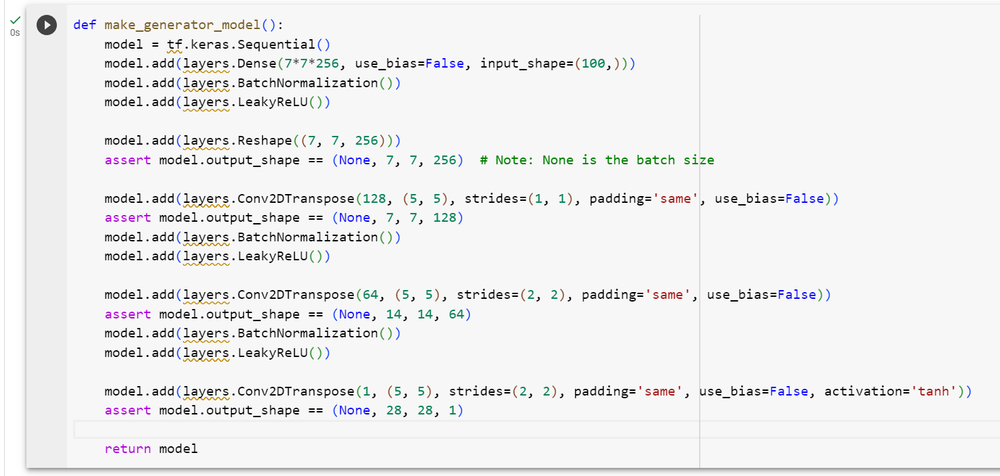 0s
def make_generator_model():
    model = tf.keras.Sequential()
    model.add(layers.Dense(7*7*256, use_bias=False, input_shape=(100,)))
    model.add(layers.BatchNormalization())
    model.add(layers.LeakyReLU())

    model.add(layers.Reshape((7, 7, 256)))
    assert model.output_shape == (None, 7, 7, 256)  # Note: None is the batch size

    model.add(layers.Conv2DTranspose(128, (5, 5), strides=(1, 1), padding='same', use_bias=False))
    assert model.output_shape == (None, 7, 7, 128)
    model.add(layers.BatchNormalization())
    model.add(layers.LeakyReLU())

    model.add(layers.Conv2DTranspose(64, (5, 5), strides=(2, 2), padding='same', use_bias=False))
    assert model.output_shape == (None, 14, 14, 64)
    model.add(layers.BatchNormalization())
    model.add(layers.LeakyReLU())

    model.add(layers.Conv2DTranspose(1, (5, 5), strides=(2, 2), padding='same', use_bias=False, activation='tanh'))
    assert model.output_shape == (None, 28, 28, 1)

    return model